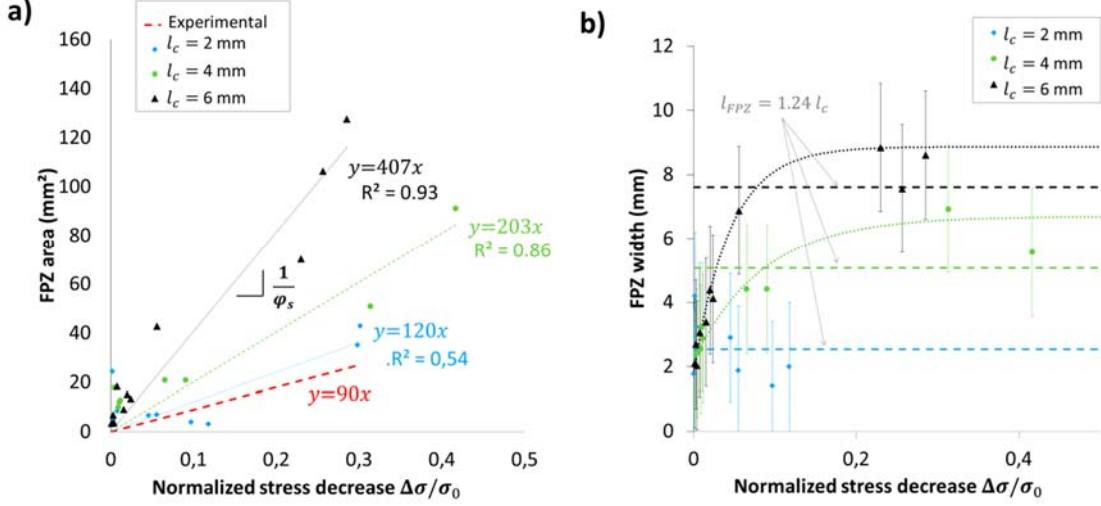 a)
Experimental
l_c = 2 mm
l_c = 4 mm
l_c = 6 mm
160
140
120
100
80
60
40
20
0
FPZ area (mm²)
y=407x
R² = 0.93
y=203x
R² = 0.86
1
φ_s
y=120x
.R² = 0,54
y=90x
0
0,1
0,2
0,3
0,4
0,5
Normalized stress decrease Δσ/σ₀
b)
l_c = 2 mm
l_c = 4 mm
l_c = 6 mm
12
10
8
6
4
2
0
FPZ width (mm)
l_FPZ = 1.24 l_c
0
0,2
0,4
Normalized stress decrease Δσ/σ₀